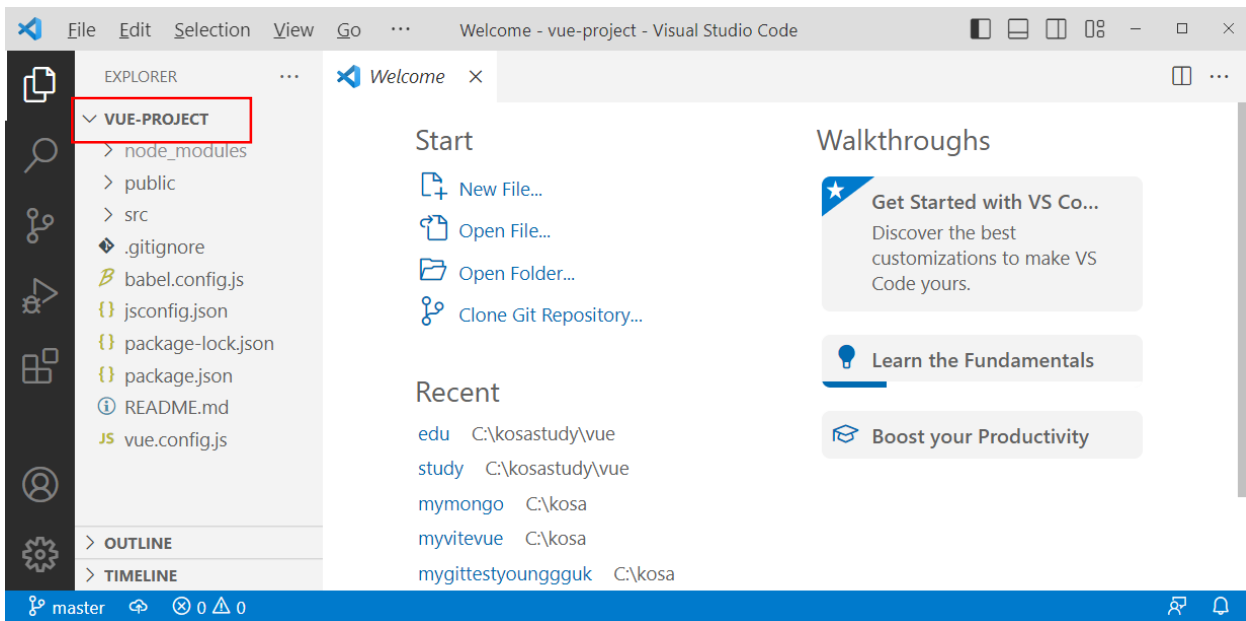 File Edit Selection View Go ··· Welcome - vue-project - Visual Studio Code
EXPLORER ···
Welcome
VUE-PROJECT
node_modules
public
src
.gitignore
babel.config.js
{} jsconfig.json
{} package-lock.json
{} package.json
README.md
JS vue.config.js
OUTLINE
TIMELINE
Start
New File...
Open File...
Open Folder...
Clone Git Repository...
Recent
edu C:\kosastudy\vue
study C:\kosastudy\vue
mymongo C:\kosa
myvitevue C:\kosa
mygittestyounggguk C:\kosa
Walkthroughs
Get Started with VS Co...
Discover the best
customizations to make VS
Code yours.
Learn the Fundamentals
Boost your Productivity
master 0 0